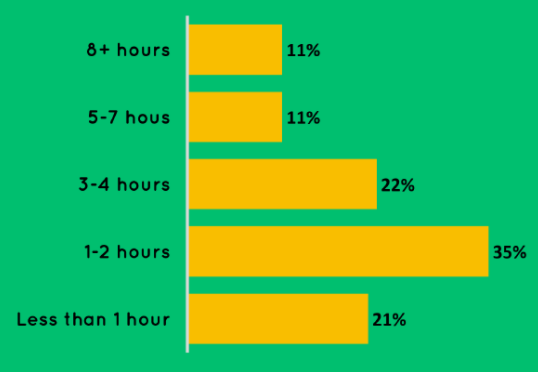 8+ hours 11%
5-7 hous 11%
3-4 hours 22%
1-2 hours 35%
Less than 1 hour 21%